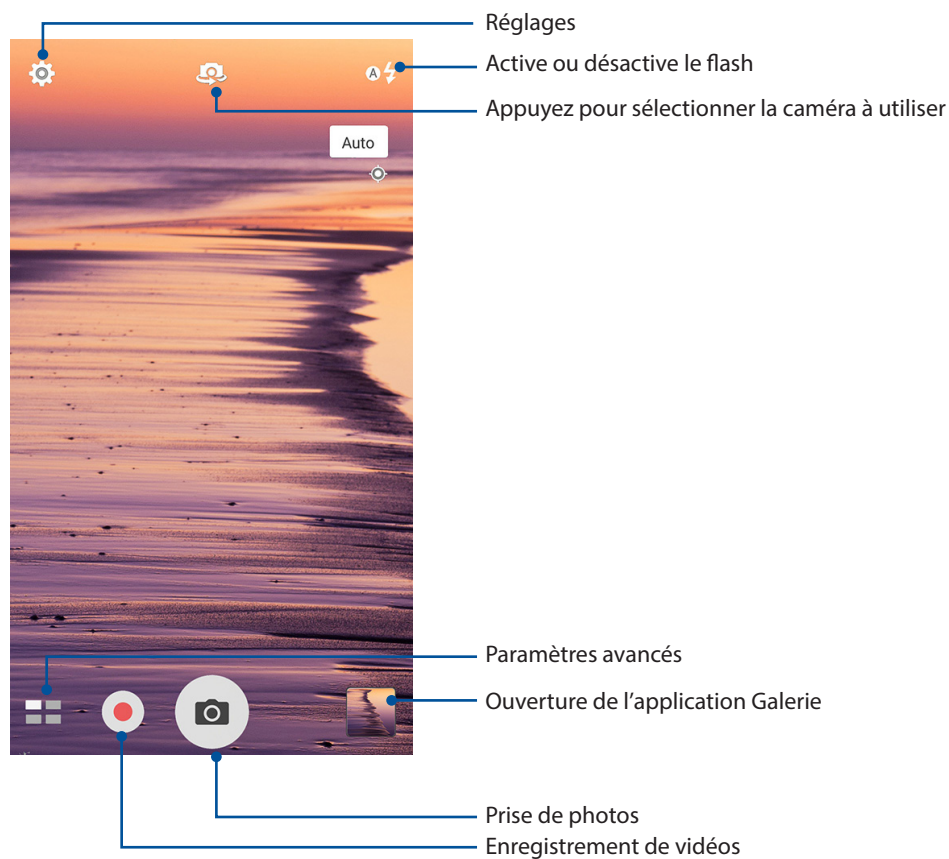 Réglages
Active ou désactive le flash
A
Appuyez pour sélectionner la caméra à utiliser
Auto
Paramètres avancés
Ouverture de l’application Galerie
Prise de photos
Enregistrement de vidéos